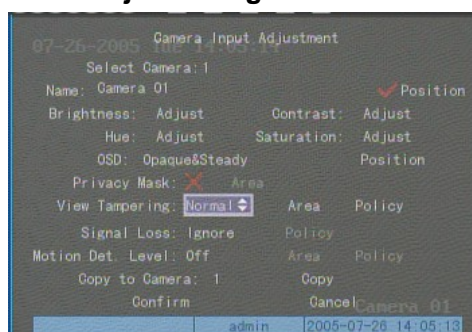 Camera Input Adjustment
07-26-2005 Tue 14:05:14
Select Camera: 1
Name: Camera 01 Position
Brightness: Adjust Contrast: Adjust
Hue: Adjust Saturation: Adjust
OSD: Opaque&Steady Position
Privacy Mask: Area
View Tampering: Normal Area Policy
Signal Loss: Ignore Policy
Motion Det. Level: Off Area Policy
Copy to Camera: 1 Copy
Confirm Cancel
Camera 01
admin 2005-07-26 14:05:13